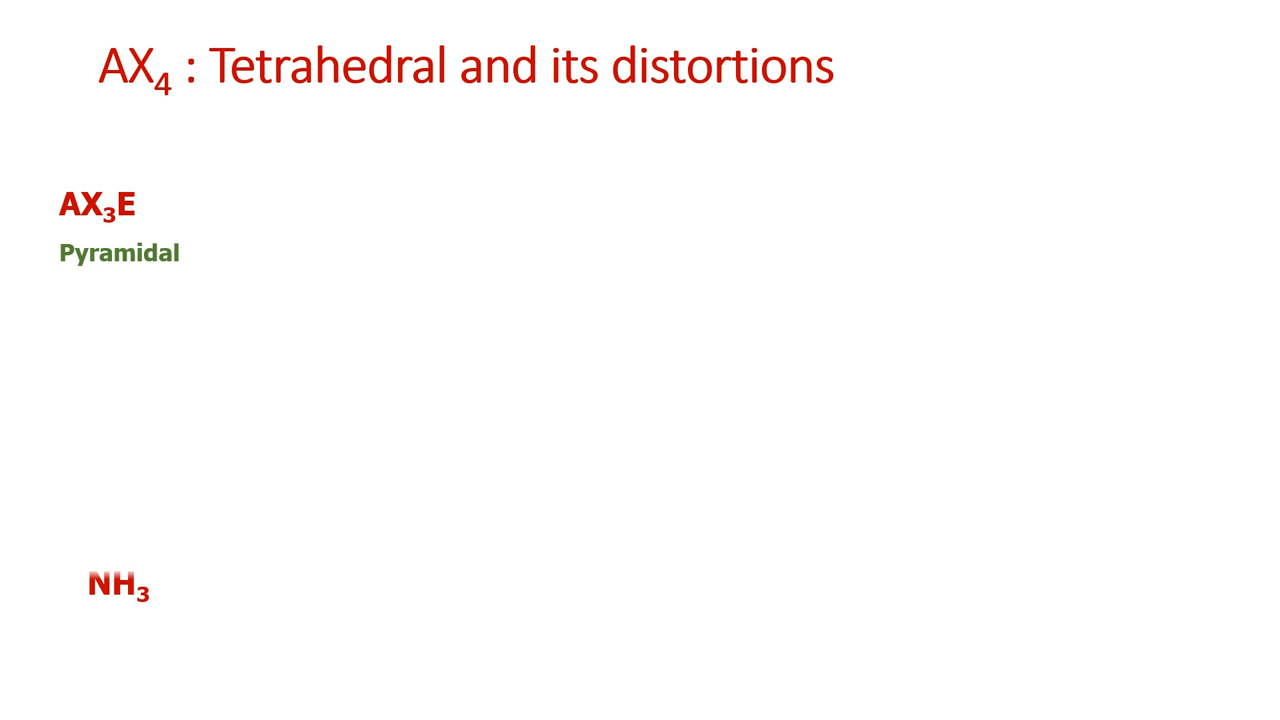 AX₄ : Tetrahedral and its distortions
AX₃E
Pyramidal
NH₃